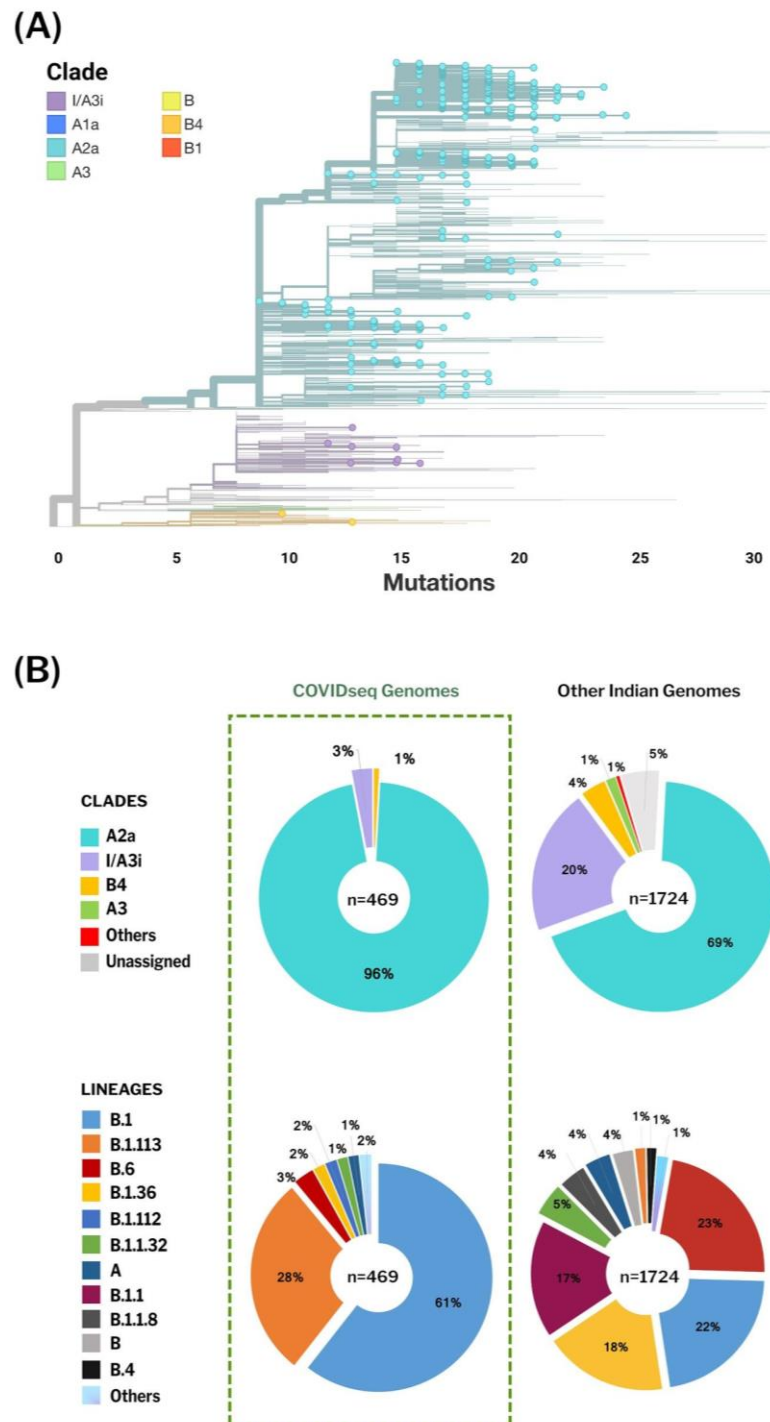 (A)
Clade
I/A3i
A1a
A2a
A3
B
B4
B1
0 5 10 15 20 25 30
Mutations
(B)
COVIDseq Genomes
Other Indian Genomes
CLADES
A2a
I/A3i
B4
A3
Others
Unassigned
3% 1%
n=469
96%
1% 1% 5%
4%
20%
n=1724
69%
LINEAGES
B.1
B.1.113
B.6
B.1.36
B.1.112
B.1.1.32
A
B.1.1
B.1.1.8
B
B.4
Others
2% 1%
2% 1% 2%
3%
28%
n=469
61%
1% 1%
4% 4% 1%
4%
5%
23%
17%
n=1724
22%
18%